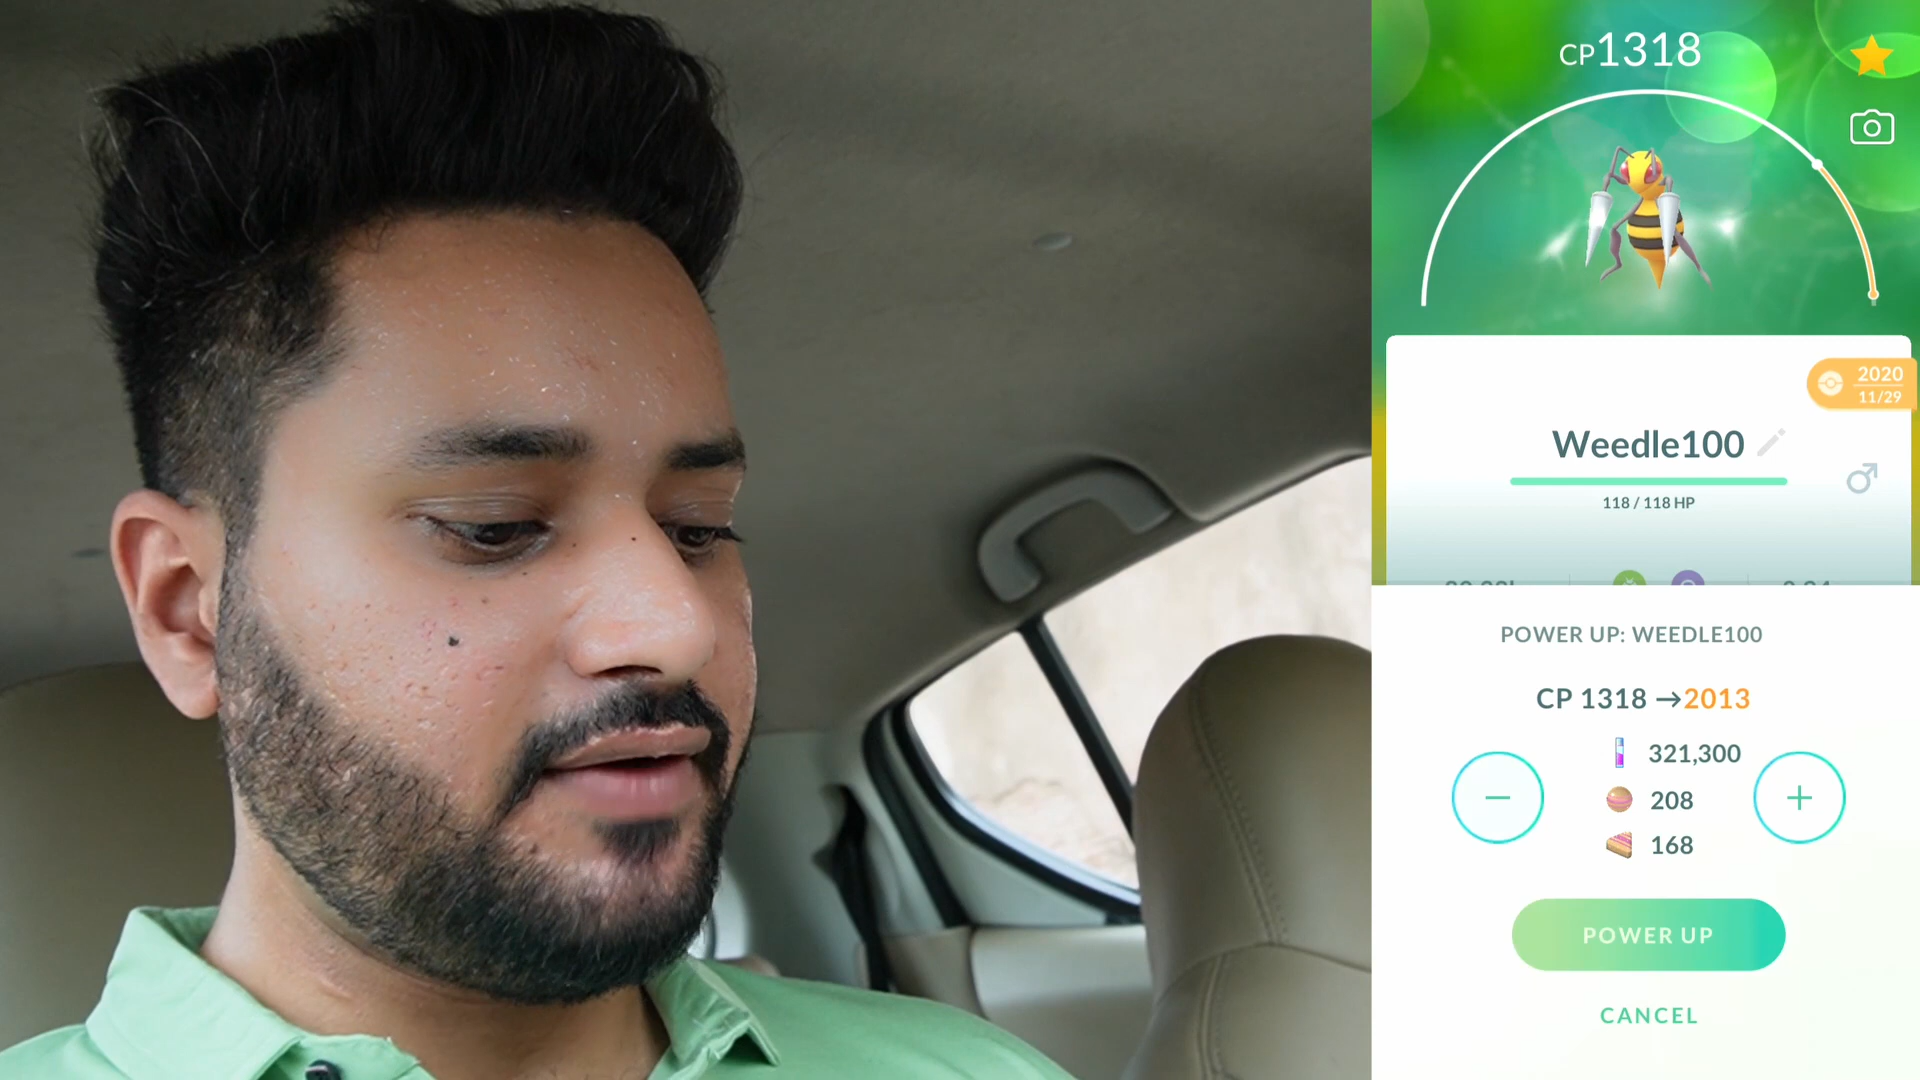 CP1318
2020
11/29
Weedle100
118 / 118 HP
POWER UP: WEEDLE100
CP 1318 →2013
321,300
208
168
POWER UP
CANCEL